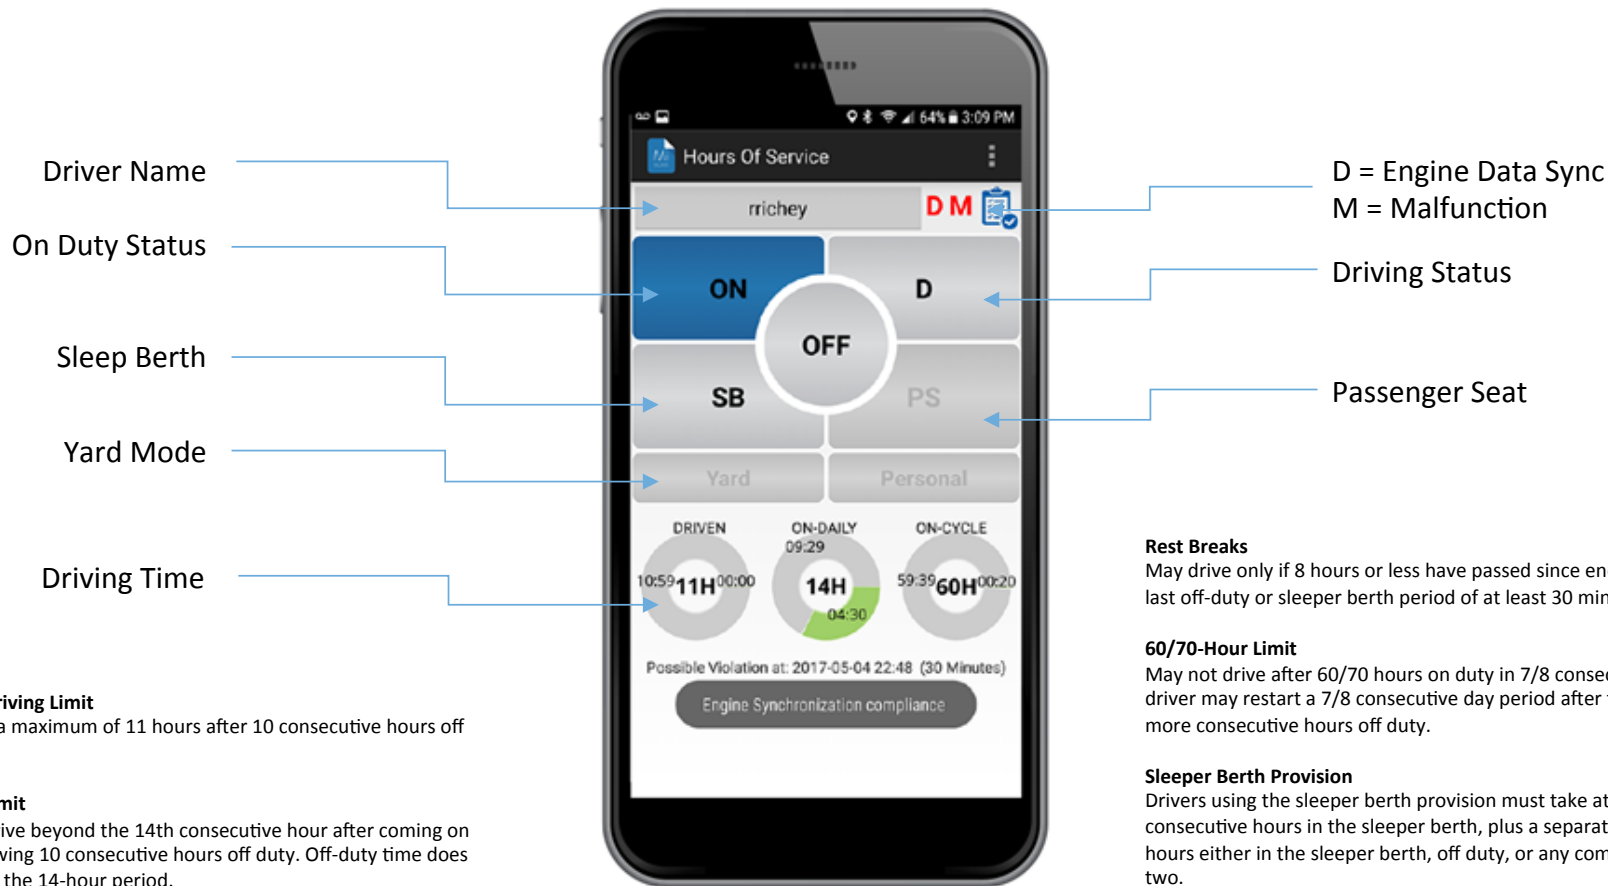 Driver Name
On Duty Status
Sleep Berth
Yard Mode
Driving Time
riving Limit
a maximum of 11 hours after 10 consecutive hours off
mit
ive beyond the 14th consecutive hour after coming on
wing 10 consecutive hours off duty. Off-duty time does
the 14-hour period.
64% 3:09 PM
Hours Of Service
rrichey
D M
ON
D
OFF
SB
PS
Yard
Personal
DRIVEN
ON-DAILY
ON-CYCLE
10:59 11H 00:00
09:29
14H
04:30
59:39 60H 00:20
Possible Violation at: 2017-05-04 22:48 (30 Minutes)
Engine Synchronization compliance
D = Engine Data Sync
M = Malfunction
Driving Status
Passenger Seat
Rest Breaks
May drive only if 8 hours or less have passed since en
last off-duty or sleeper berth period of at least 30 min
60/70-Hour Limit
May not drive after 60/70 hours on duty in 7/8 consec
driver may restart a 7/8 consecutive day period after
more consecutive hours off duty.
Sleeper Berth Provision
Drivers using the sleeper berth provision must take at
consecutive hours in the sleeper berth, plus a separat
hours either in the sleeper berth, off duty, or any com
two.